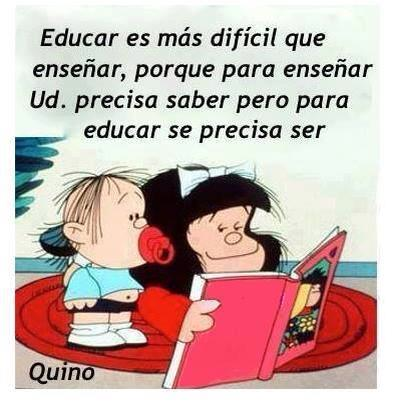 Educar es más difícil que
enseñar, porque para enseñar
Ud. precisa saber pero para
educar se precisa ser
Quino